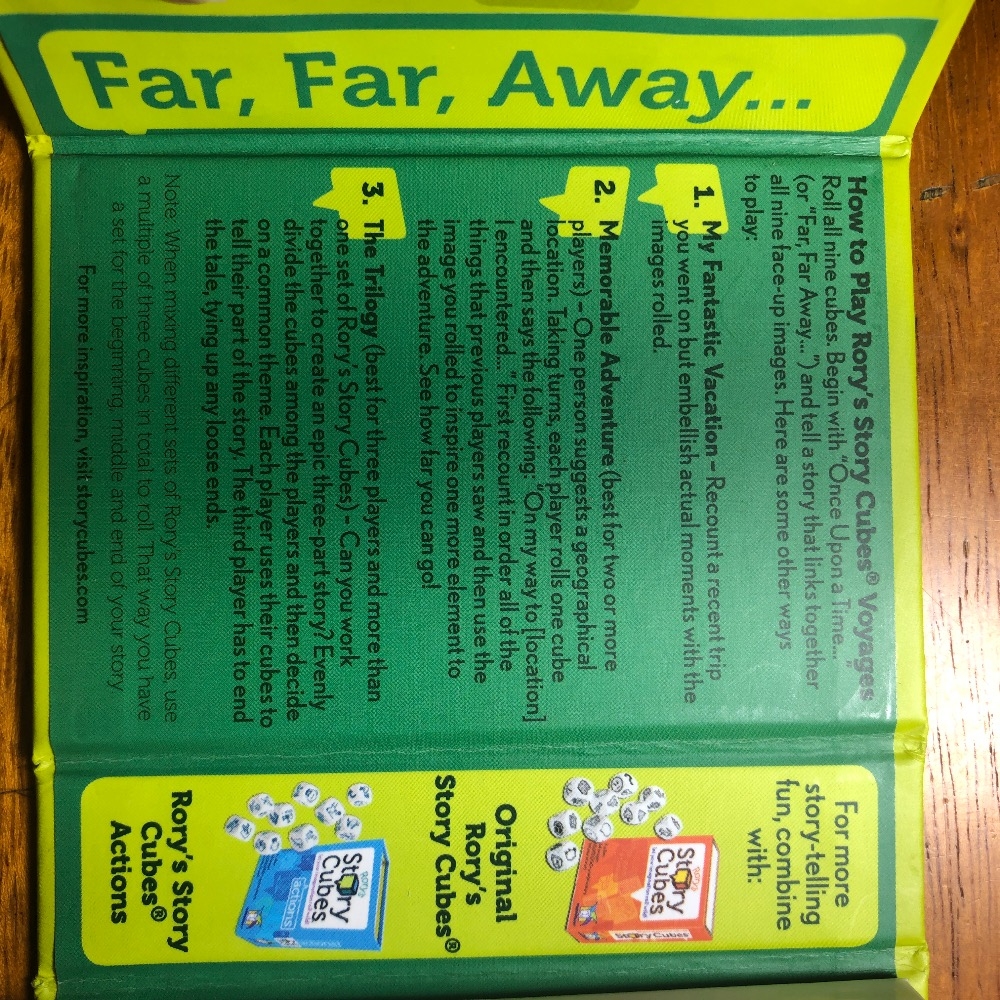 Far, Far, Away...
How to Play Rory's Story Cubes® Voyages
Roll all nine cubes. Begin with "Once Upon a Time..."
(or "Far, Far Away...") and tell a story that links together
all nine face-up images. Here are some other ways
to play:
1. My Fantastic Vacation – Recount a recent trip
you went on but embellish actual moments with the
images rolled.
2. Memorable Adventure (best for two or more
players) – One person suggests a geographical
location. Taking turns, each player rolls one cube
and then says the following: "On my way to [location]
I encountered..." First recount in order all of the
things that previous players saw and then use the
image you rolled to inspire one more element to
the adventure. See how far you can go!
3. The Trilogy (best for three players and more than
one set of Rory's Story Cubes) – Can you work
together to create an epic three-part story? Evenly
divide the cubes among the players and then decide
on a common theme. Each player uses their cubes to
tell their part of the story. The third player has to end
the tale, tying up any loose ends.
Note: When mixing different sets of Rory's Story Cubes, use
a multiple of three cubes in total to roll. That way you have
a set for the beginning, middle and end of your story
For more inspiration, visit storycubes.com
For more
story-telling
fun, combine
with:
RORY'S
Story
Cubes
Story Cubes
Original
Rory's
Story Cubes®
RORY'S
Story
Cubes
actions
Rory's Story
Cubes®
Actions